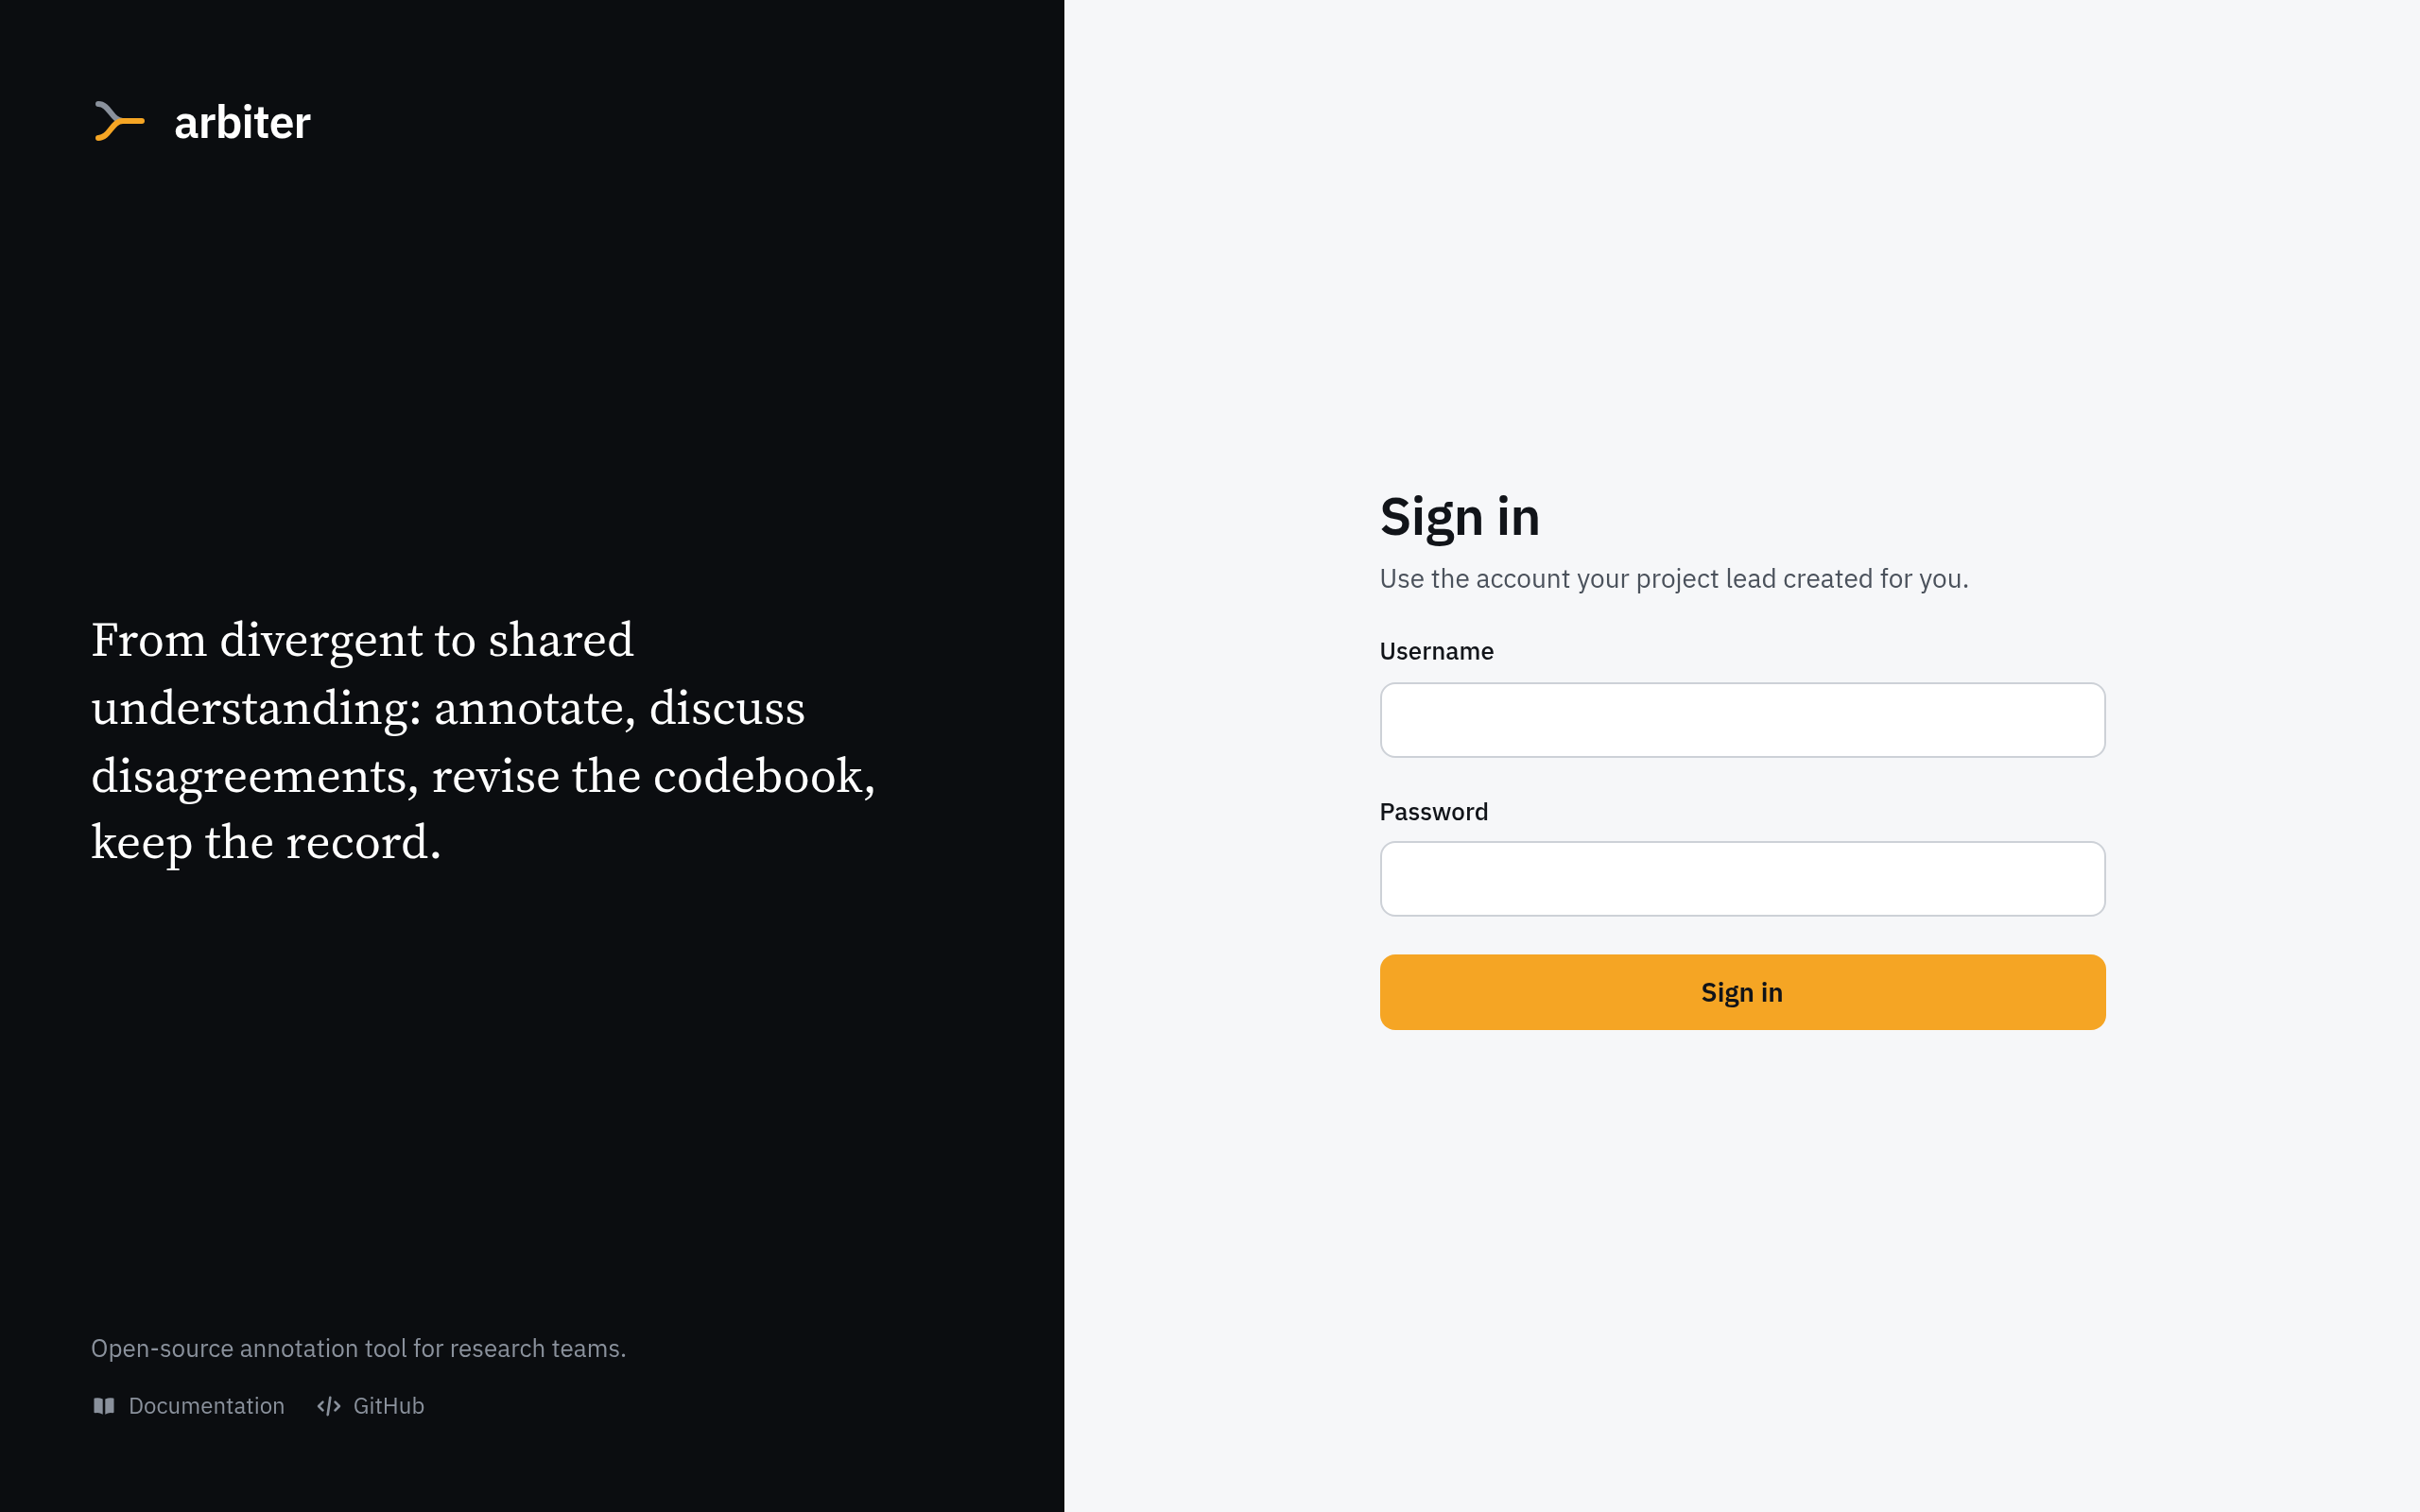 arbiter
From divergent to shared
understanding: annotate, discuss
disagreements, revise the codebook,
keep the record.
Open-source annotation tool for research teams.
Documentation GitHub
Sign in
Use the account your project lead created for you.
Username
Password
Sign in